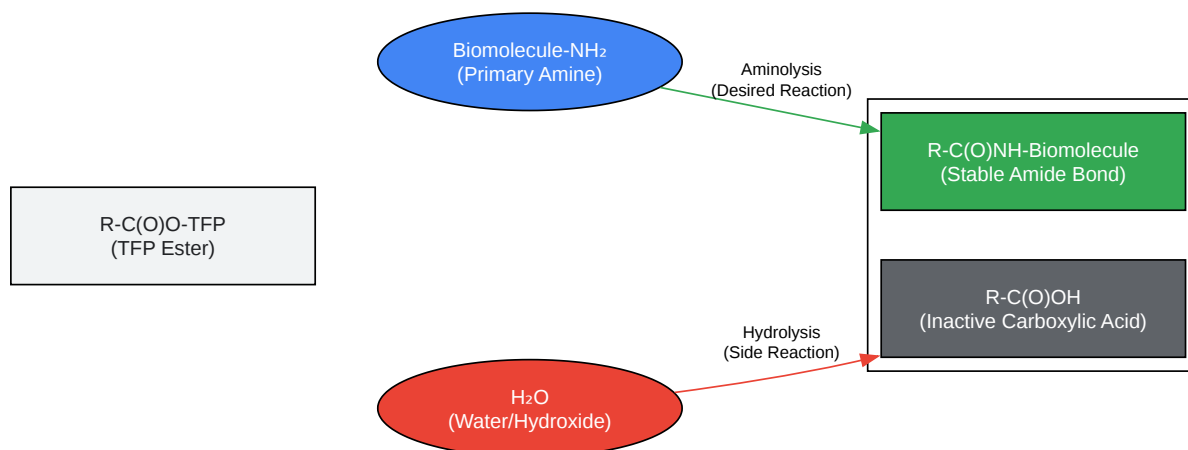 Biomolecule-NH₂
(Primary Amine)
Aminolysis
(Desired Reaction)
R-C(O)NH-Biomolecule
(Stable Amide Bond)
R-C(O)O-TFP
(TFP Ester)
R-C(O)OH
(Inactive Carboxylic Acid)
Hydrolysis
(Side Reaction)
H₂O
(Water/Hydroxide)